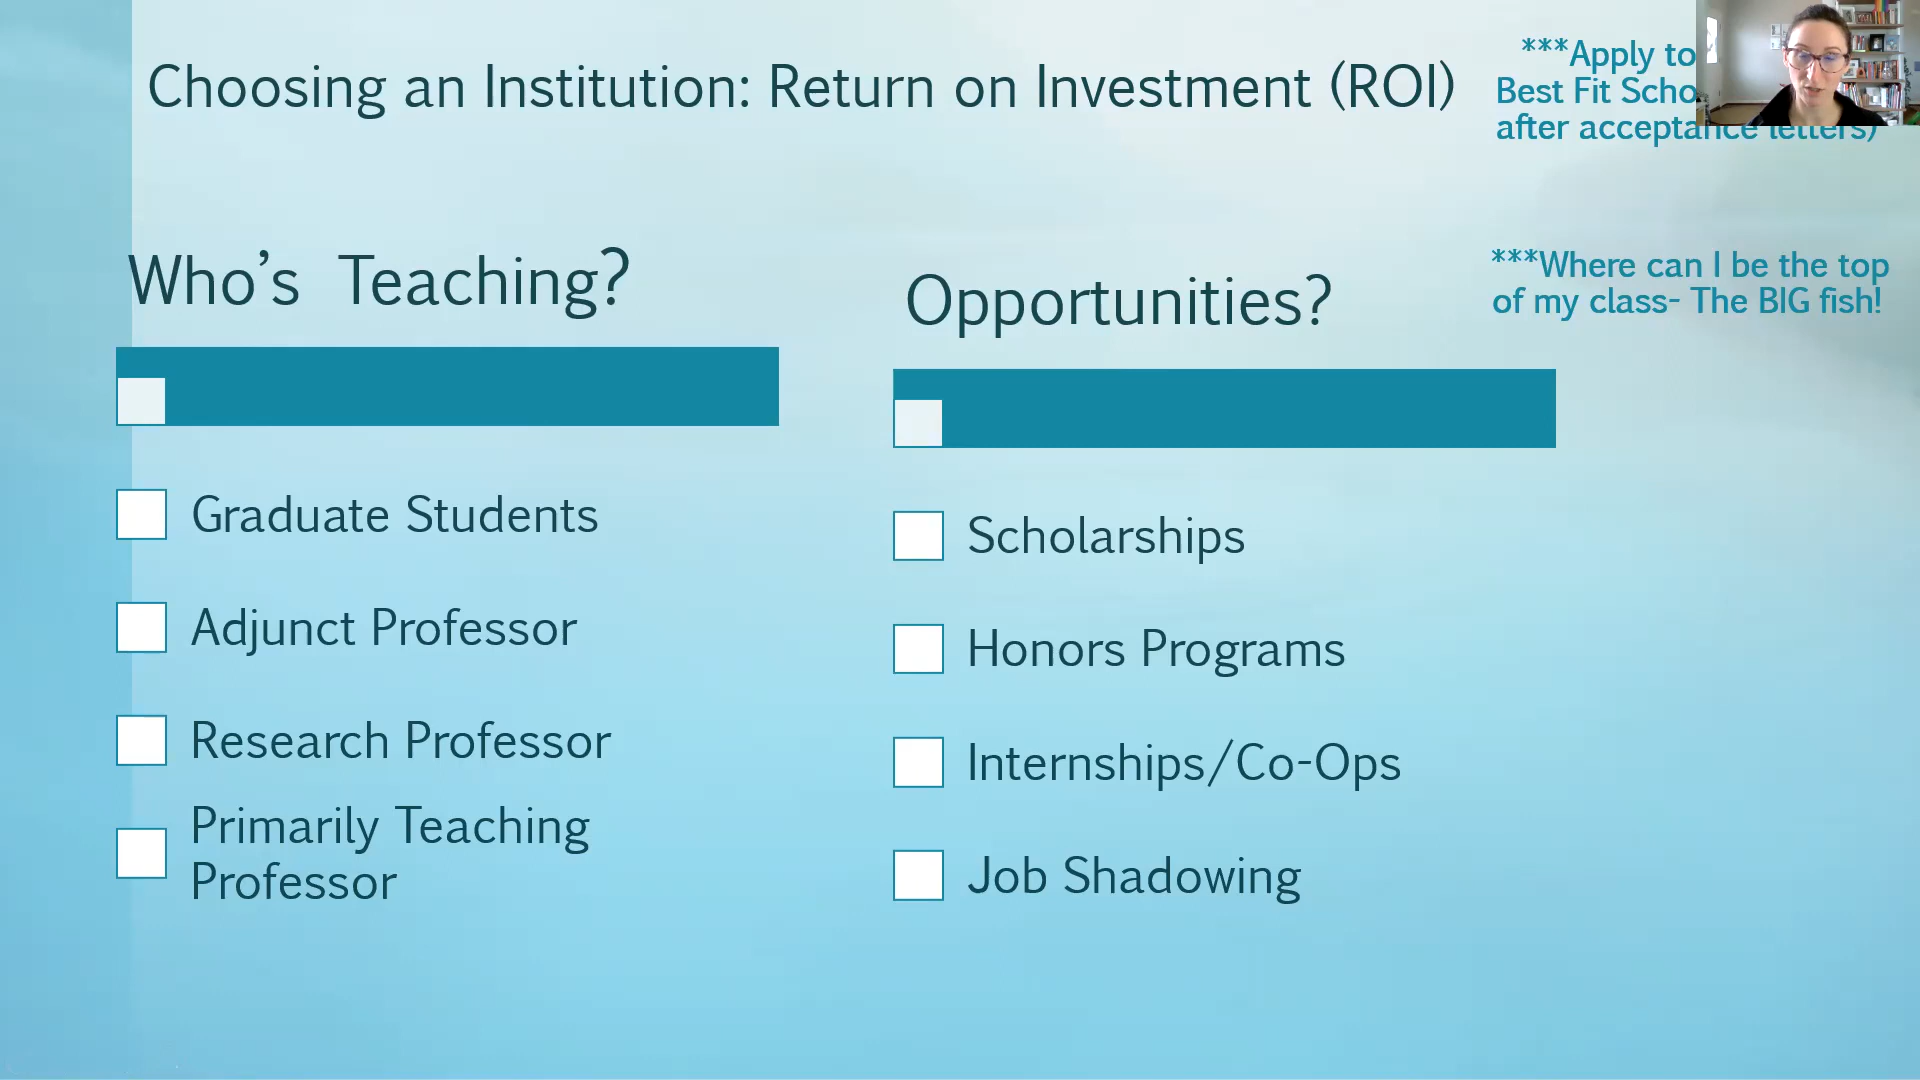 Choosing an Institution: Return on Investment (ROI)
***Apply to
Best Fit
after acceptance letters)
Who's Teaching?
Opportunities?
***Where can I be the top
of my class- The BIG fish!
Graduate Students
Adjunct Professor
Research Professor
Primarily Teaching
Professor
Scholarships
Honors Programs
Internships/Co-Ops
Job Shadowing